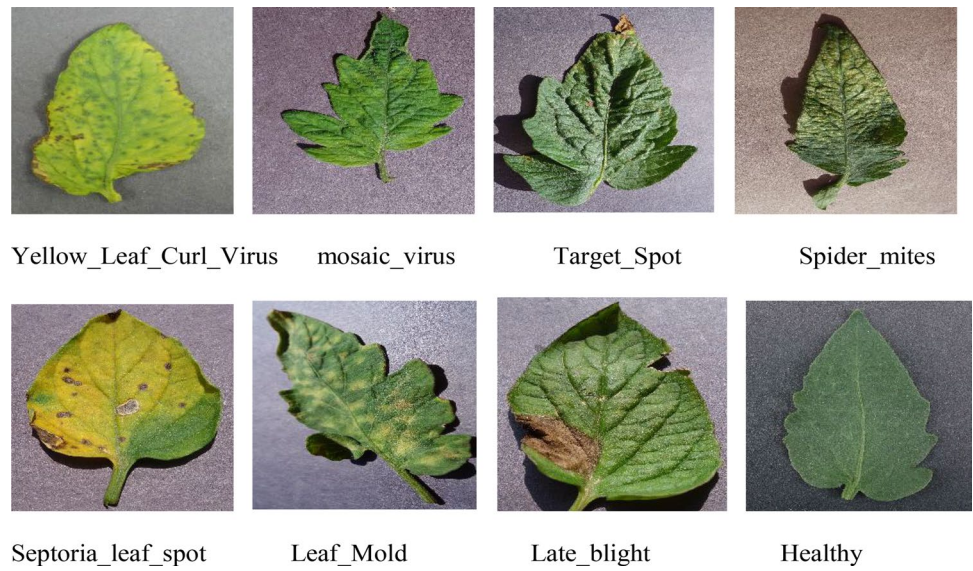 Yellow_Leaf_Curl_Virus mosaic_virus Target_Spot Spider_mites
Septoria_leaf_spot Leaf_Mold Late_blight Healthy